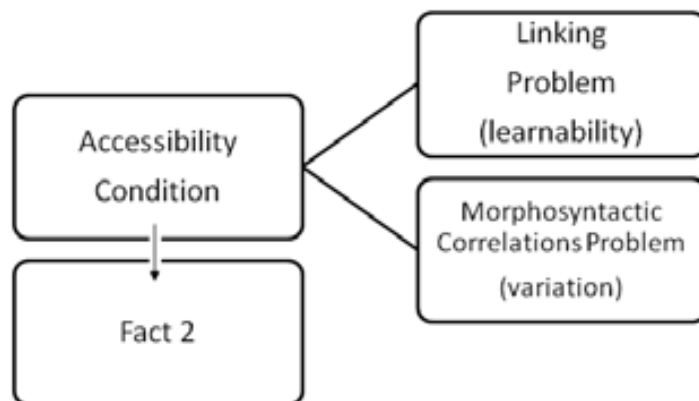 Accessibility
Condition
Fact 2
Linking
Problem
(learnability)
Morphosyntactic
Correlations Problem
(variation)